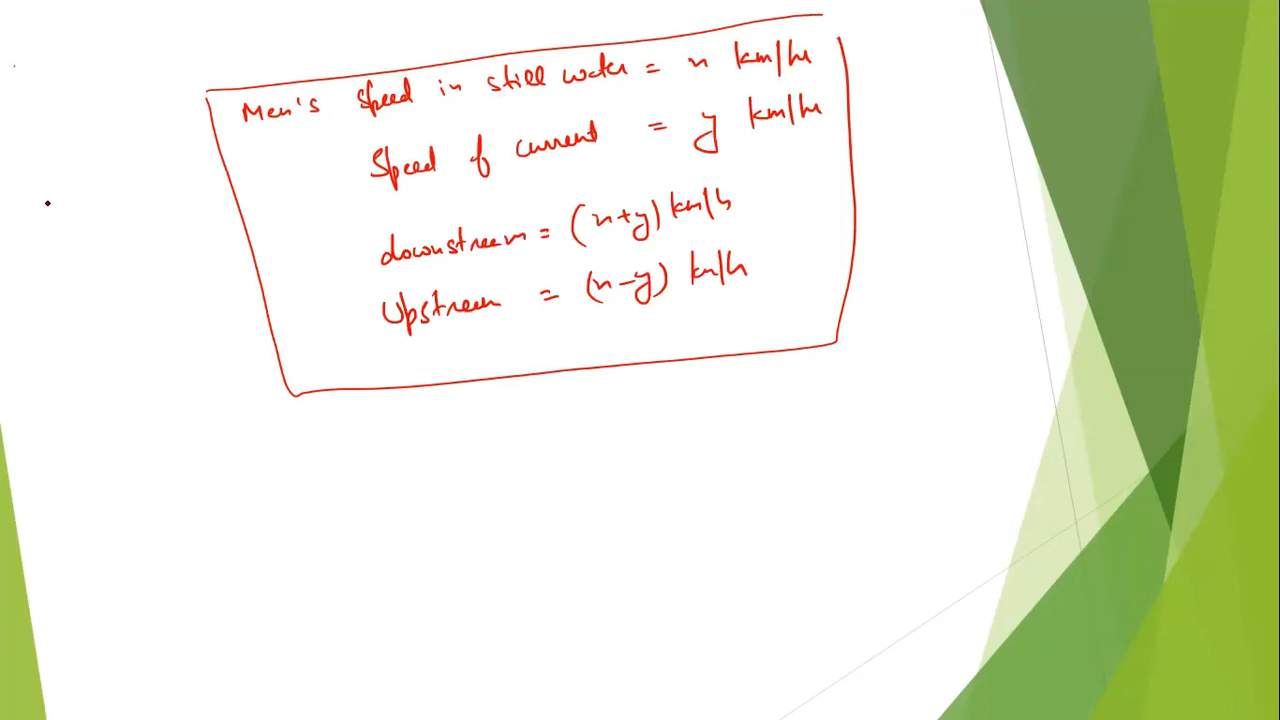 Men's speed in still water = x km/hr
Speed of current = y km/hr
downstream = (x+y) km/h
Upstream = (x-y) km/h